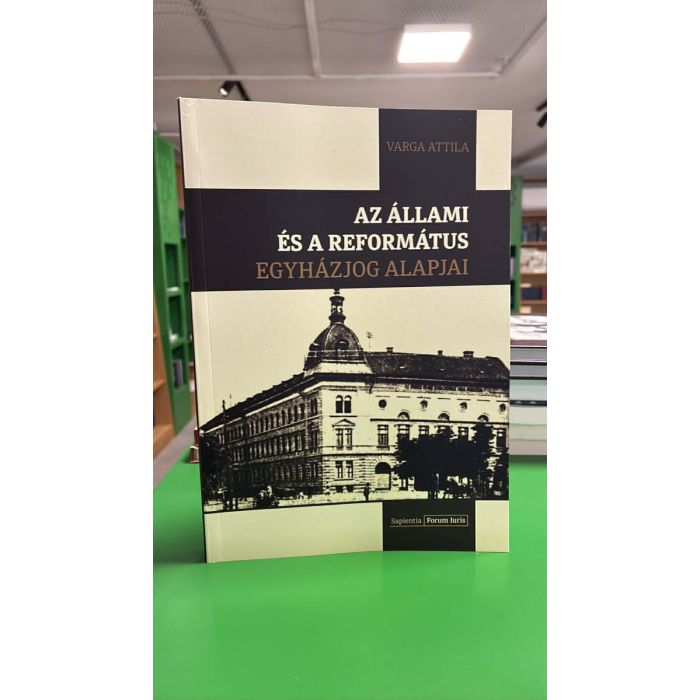 VARGA ATTILA
AZ ÁLLAMI
ÉS A REFORMÁTUS
EGYHÁZJOG ALAPJAI
Sapientia Forum Iuris